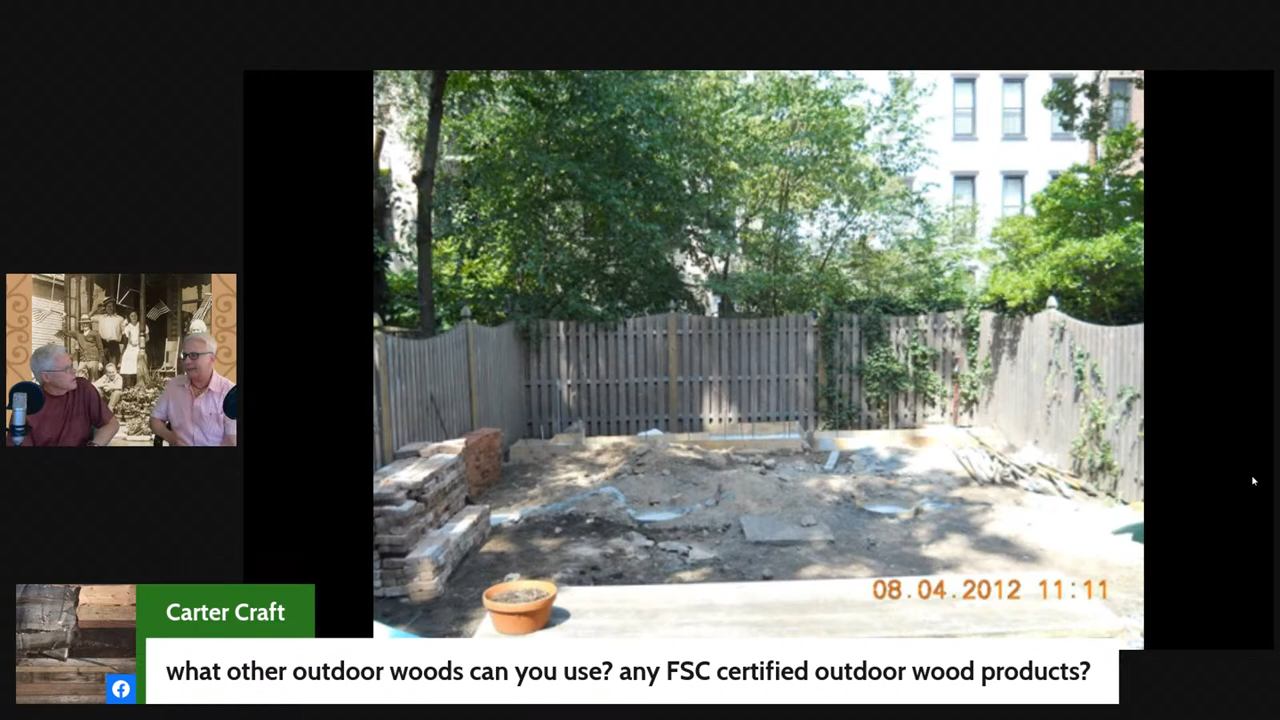 08.04.2012 11:11
Carter Craft
what other outdoor woods can you use? any FSC certified outdoor wood products?